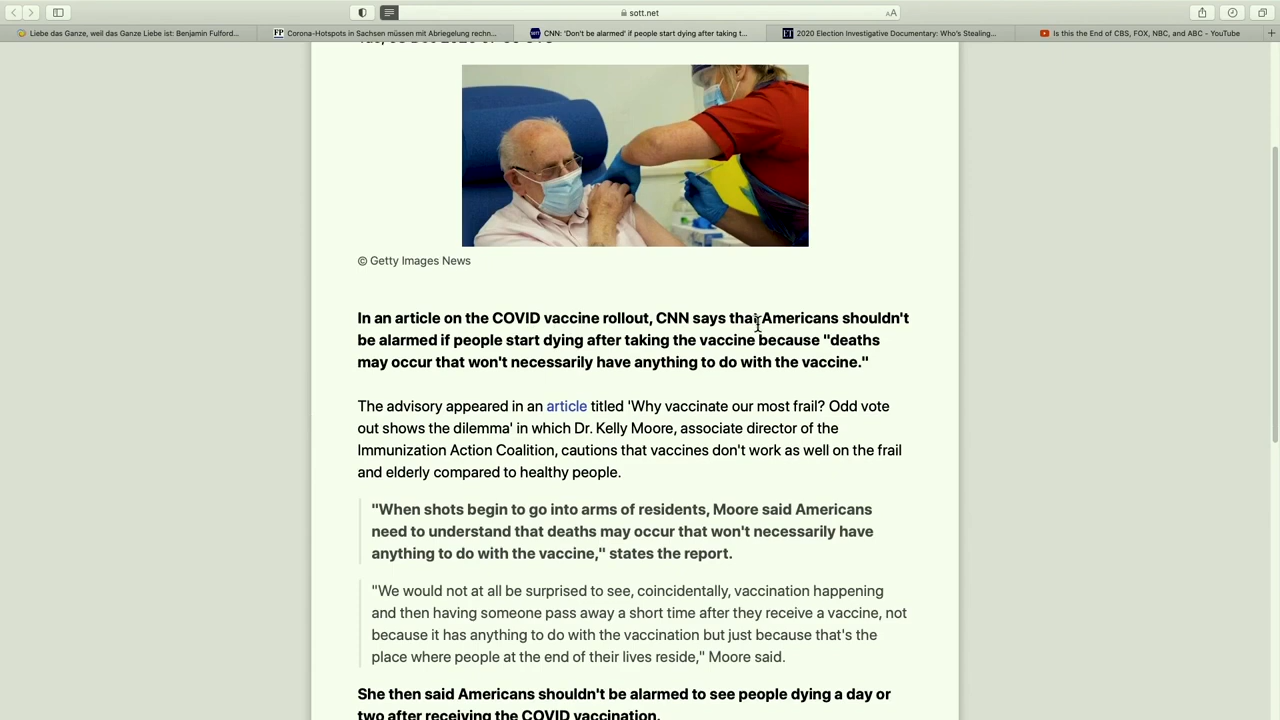 sott.net
AA
Liebe das Ganze, weil das Ganze Liebe ist: Benjamin Fulford...
FP Corona-Hotspots in Sachsen müssen mit Abriegelung rechn...
CNN: 'Don't be alarmed' if people start dying after taking t...
ET 2020 Election Investigative Documentary: Who's Stealing...
Is this the End of CBS, FOX, NBC, and ABC - YouTube
© Getty Images News
In an article on the COVID vaccine rollout, CNN says that Americans shouldn't
be alarmed if people start dying after taking the vaccine because "deaths
may occur that won't necessarily have anything to do with the vaccine."
The advisory appeared in an article titled 'Why vaccinate our most frail? Odd vote
out shows the dilemma' in which Dr. Kelly Moore, associate director of the
Immunization Action Coalition, cautions that vaccines don't work as well on the frail
and elderly compared to healthy people.
"When shots begin to go into arms of residents, Moore said Americans
need to understand that deaths may occur that won't necessarily have
anything to do with the vaccine," states the report.
"We would not at all be surprised to see, coincidentally, vaccination happening
and then having someone pass away a short time after they receive a vaccine, not
because it has anything to do with the vaccination but just because that's the
place where people at the end of their lives reside," Moore said.
She then said Americans shouldn't be alarmed to see people dying a day or
two after receiving the COVID vaccination.